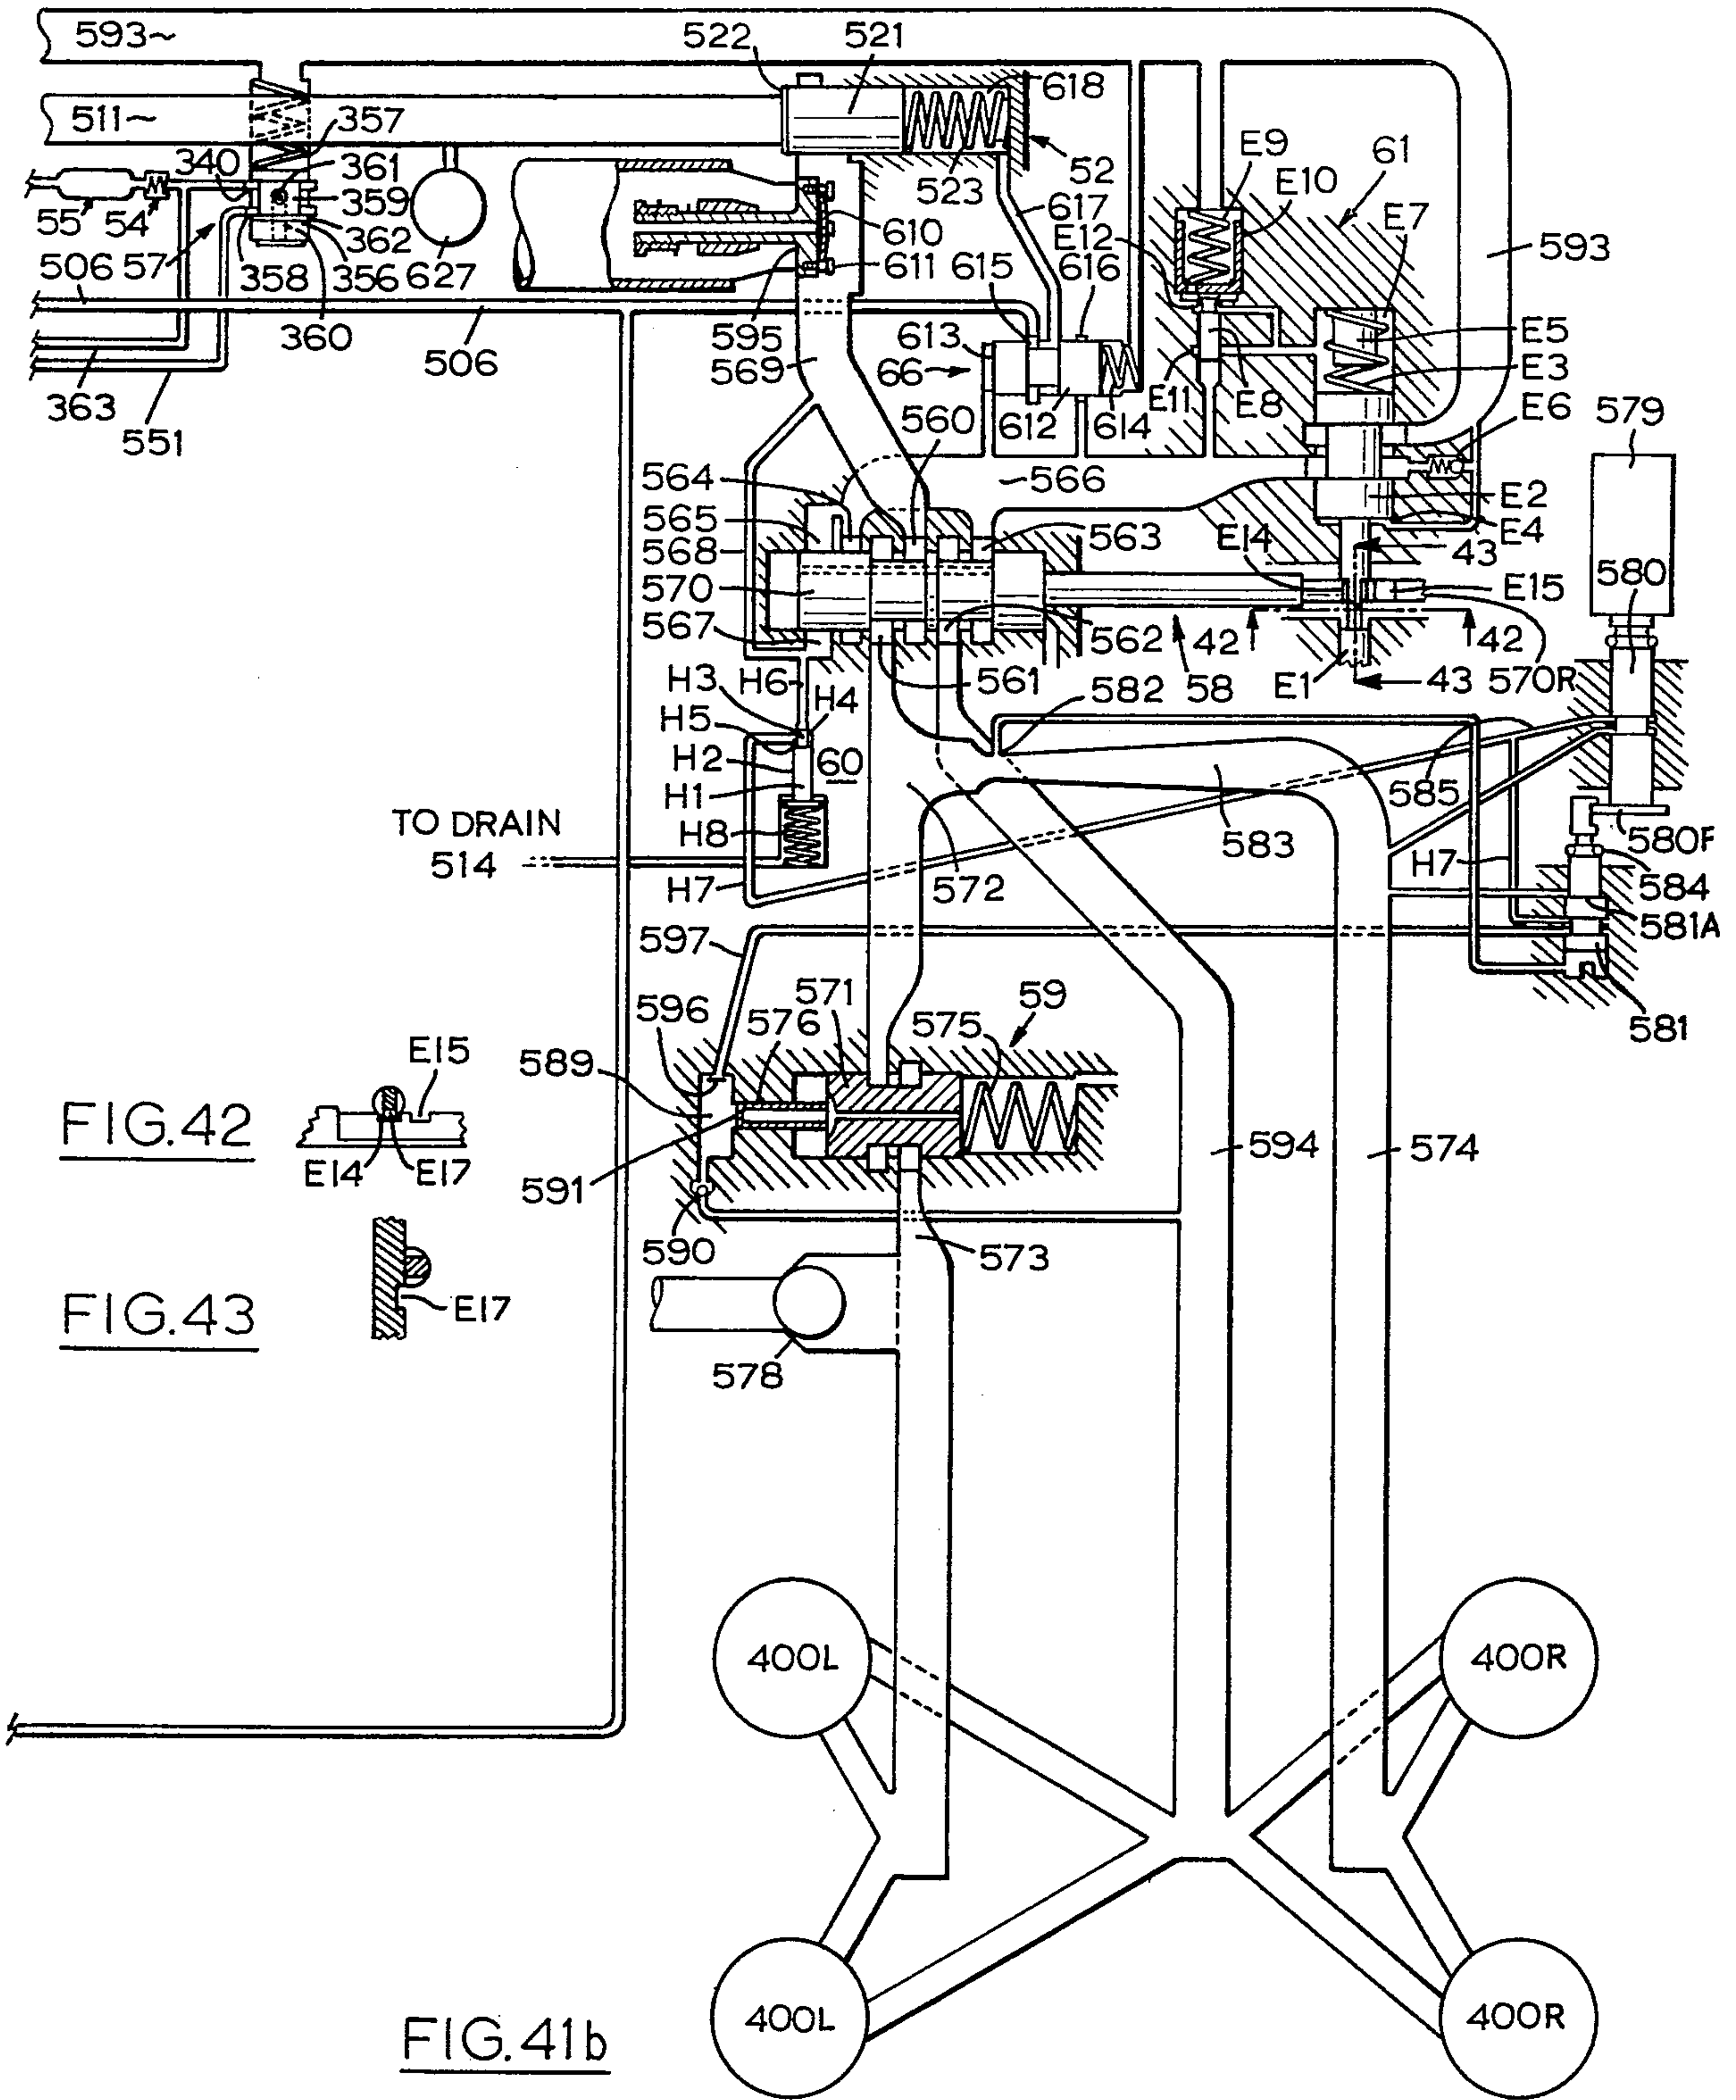 593~
522
521
618
511~
357
340
361
359
55
54
362
57
358
356
627
506
360
506
363
551
523
52
617
610
611
615
616
595
569
613
66
612
614
E9
E10
61
E7
E12
593
E5
E3
E11
E8
E6
579
560
564
566
565
568
563
E2
E4
E14
43
580
570
E15
567
562
42
42
58
561
E1
43
570R
H6
H3
H4
H5
582
H2
60
H1
585
583
TO DRAIN
514
H8
580F
H7
H7
584
572
581A
597
581
571
59
596
576
575
589
E15
FIG.42
E14
E17
591
594
574
590
573
FIG.43
E17
578
400L
400R
400L
400R
FIG.41b